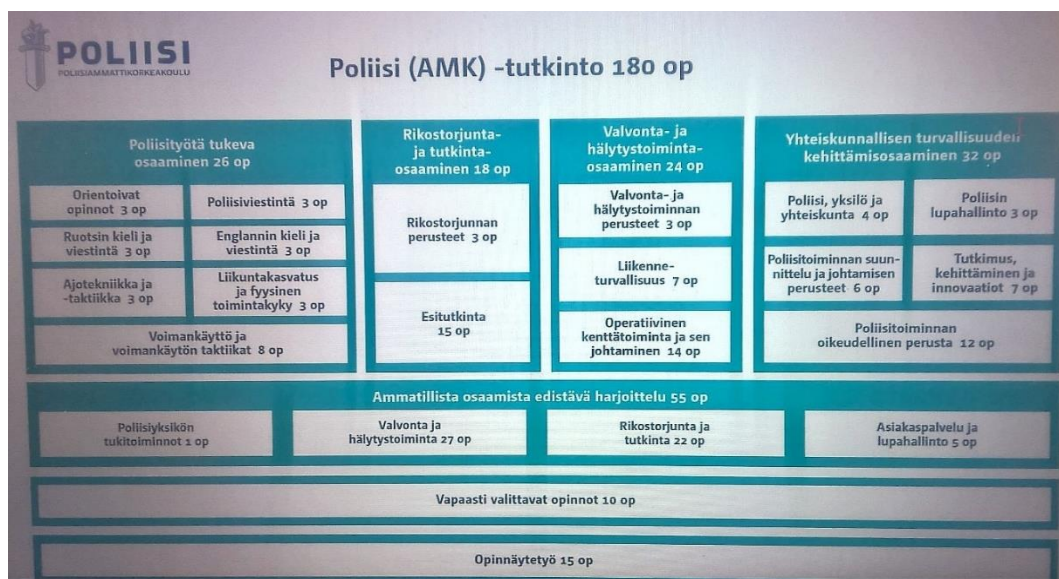 POLIISI
POLIISIAMMATTIKORKEAKOULU
Poliisi (AMK) -tutkinto 180 op
Poliisityötä tukeva
osaaminen 26 op
Orientoivat
opinnot 3 op
Poliisiviestintä 3 op
Ruotsin kieli ja
viestintä 3 op
Englannin kieli ja
viestintä 3 op
Ajotekniikka ja
-taktiikka 3 op
Liikuntakasvatus
ja fyysinen
toimintakyky 3 op
Voimankäyttö ja
voimankäytön taktiikat 8 op
Rikostorjunta-
ja tutkinta-
osaaminen 18 op
Rikostorjunnan
perusteet 3 op
Esitutkinta
15 op
Valvonta- ja
hälytystoiminta-
osaaminen 24 op
Valvonta- ja
hälytystoiminnan
perusteet 3 op
Liikenne-
turvallisuus 7 op
Operatiivinen
kenttätoiminta ja sen
johtaminen 14 op
Yhteiskunnallisen turvallisuuden
kehittämisosaaminen 32 op
Poliisi, yksilö ja
yhteiskunta 4 op
Poliisin
lupahallinto 3 op
Poliisitoiminnan suun-
nittelu ja johtamisen
perusteet 6 op
Tutkimus,
kehittäminen ja
innovaatiot 7 op
Poliisitoiminnan
oikeudellinen perusta 12 op
Ammatillista osaamista edistävä harjoittelu 55 op
Poliisiyksikön
tukitoiminnot 1 op
Valvonta ja
hälytystoiminta 27 op
Rikostorjunta ja
tutkinta 22 op
Asiakaspalvelu ja
lupahallinto 5 op
Vapaasti valittavat opinnot 10 op
Opinnäytetyö 15 op